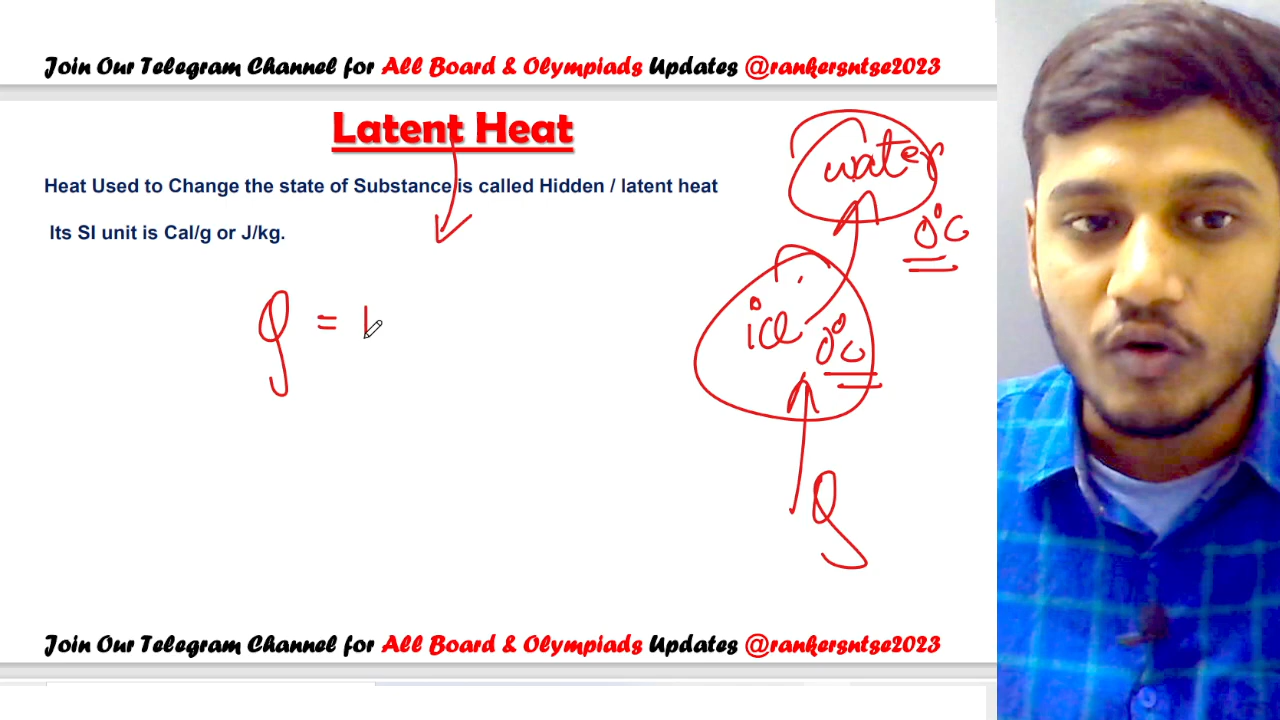 Join Our Telegram Channel for All Board & Olympiads Updates @rankersntse2023
Latent Heat
Heat Used to Change the state of Substance is called Hidden / latent heat
Its SI unit is Cal/g or J/kg.
water
0°C
ice 0°C
Q =
Q
Join Our Telegram Channel for All Board & Olympiads Updates @rankersntse2023